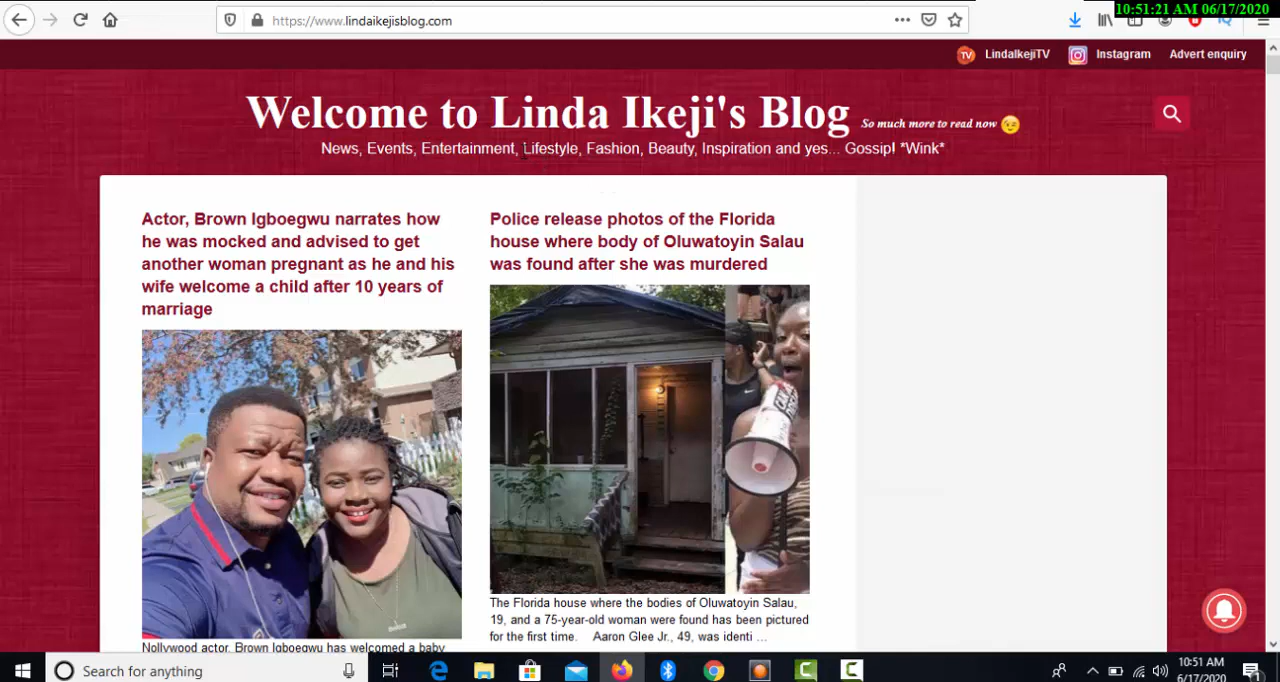 10:51:21 AM 06/17/2020
https://www.lindaikejisblog.com
TV LindaIkejiTV Instagram Advert enquiry
Welcome to Linda Ikeji's Blog So much more to read now
News, Events, Entertainment, Lifestyle, Fashion, Beauty, Inspiration and yes... Gossip! *Wink*
Actor, Brown Igboegwu narrates how
he was mocked and advised to get
another woman pregnant as he and his
wife welcome a child after 10 years of
marriage
Nollywood actor, Brown Igboegwu has welcomed a baby
Police release photos of the Florida
house where body of Oluwatoyin Salau
was found after she was murdered
The Florida house where the bodies of Oluwatoyin Salau,
19, and a 75-year-old woman were found has been pictured
for the first time. Aaron Glee Jr., 49, was identi ...
Search for anything
10:51 AM
6/17/2020
1